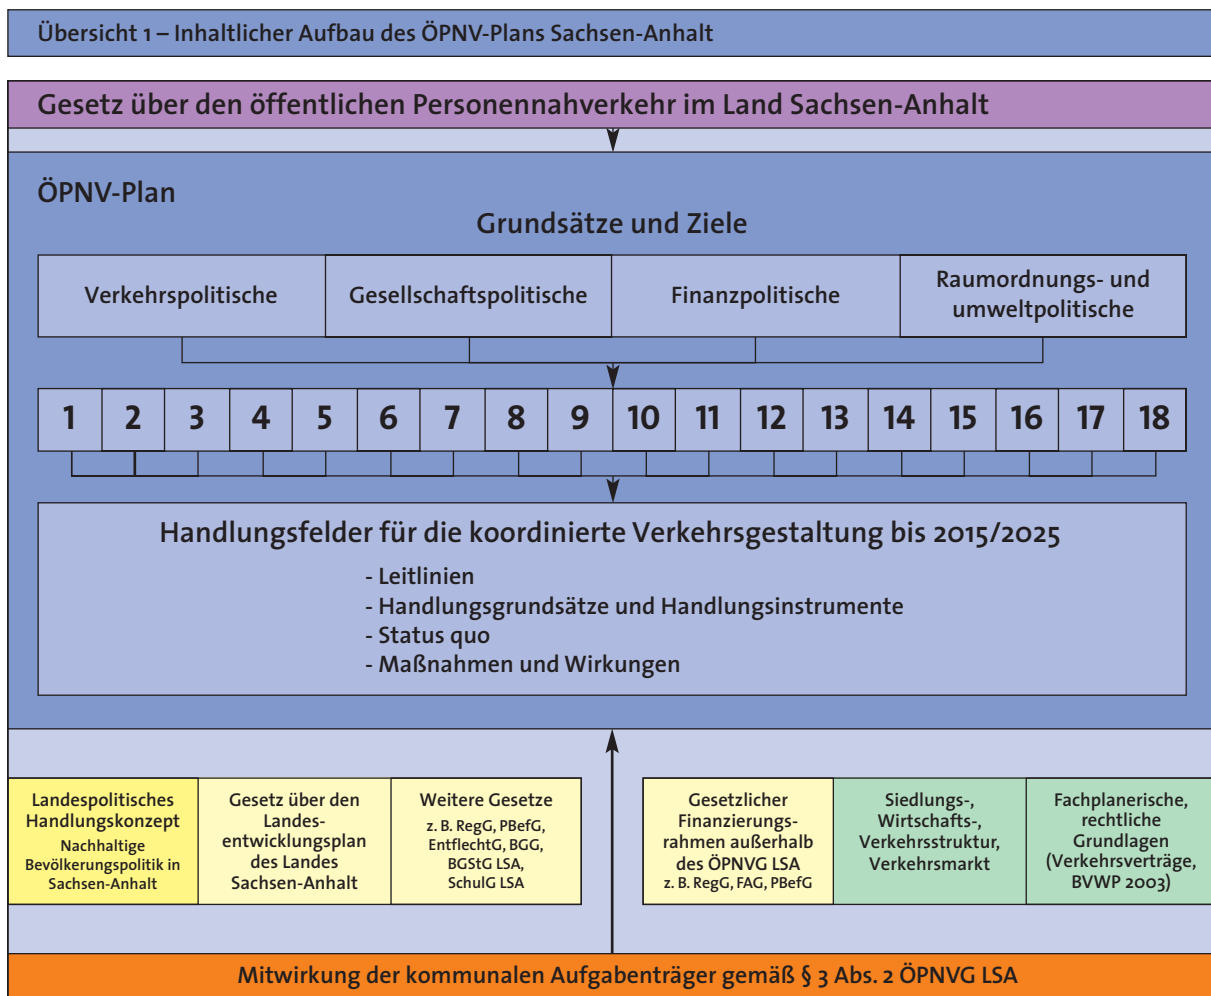 Übersicht 1 – Inhaltlicher Aufbau des ÖPNV-Plans Sachsen-Anhalt
Gesetz über den öffentlichen Personennahverkehr im Land Sachsen-Anhalt
ÖPNV-Plan
Grundsätze und Ziele
Verkehrspolitische
Gesellschaftspolitische
Finanzpolitische
Raumordnungs- und
umweltpolitische
1 2 3 4 5 6 7 8 9 10 11 12 13 14 15 16 17 18
Handlungsfelder für die koordinierte Verkehrsgestaltung bis 2015/2025
- Leitlinien
- Handlungsgrundsätze und Handlungsinstrumente
- Status quo
- Maßnahmen und Wirkungen
Landespolitisches
Handlungskonzept
Nachhaltige
Bevölkerungspolitik in
Sachsen-Anhalt
Gesetz über den
Landes-
entwicklungsplan
des Landes
Sachsen-Anhalt
Weitere Gesetze
z. B. RegG, PBefG,
EntflechtG, BGG,
BGStG LSA,
SchulG LSA
Gesetzlicher
Finanzierungs-
rahmen außerhalb
des ÖPNVG LSA
z. B. RegG, FAG, PBefG
Siedlungs-,
Wirtschafts-,
Verkehrsstruktur,
Verkehrsmarkt
Fachplanerische,
rechtliche
Grundlagen
(Verkehrsverträge,
BVWP 2003)
Mitwirkung der kommunalen Aufgabenträger gemäß § 3 Abs. 2 ÖPNVG LSA